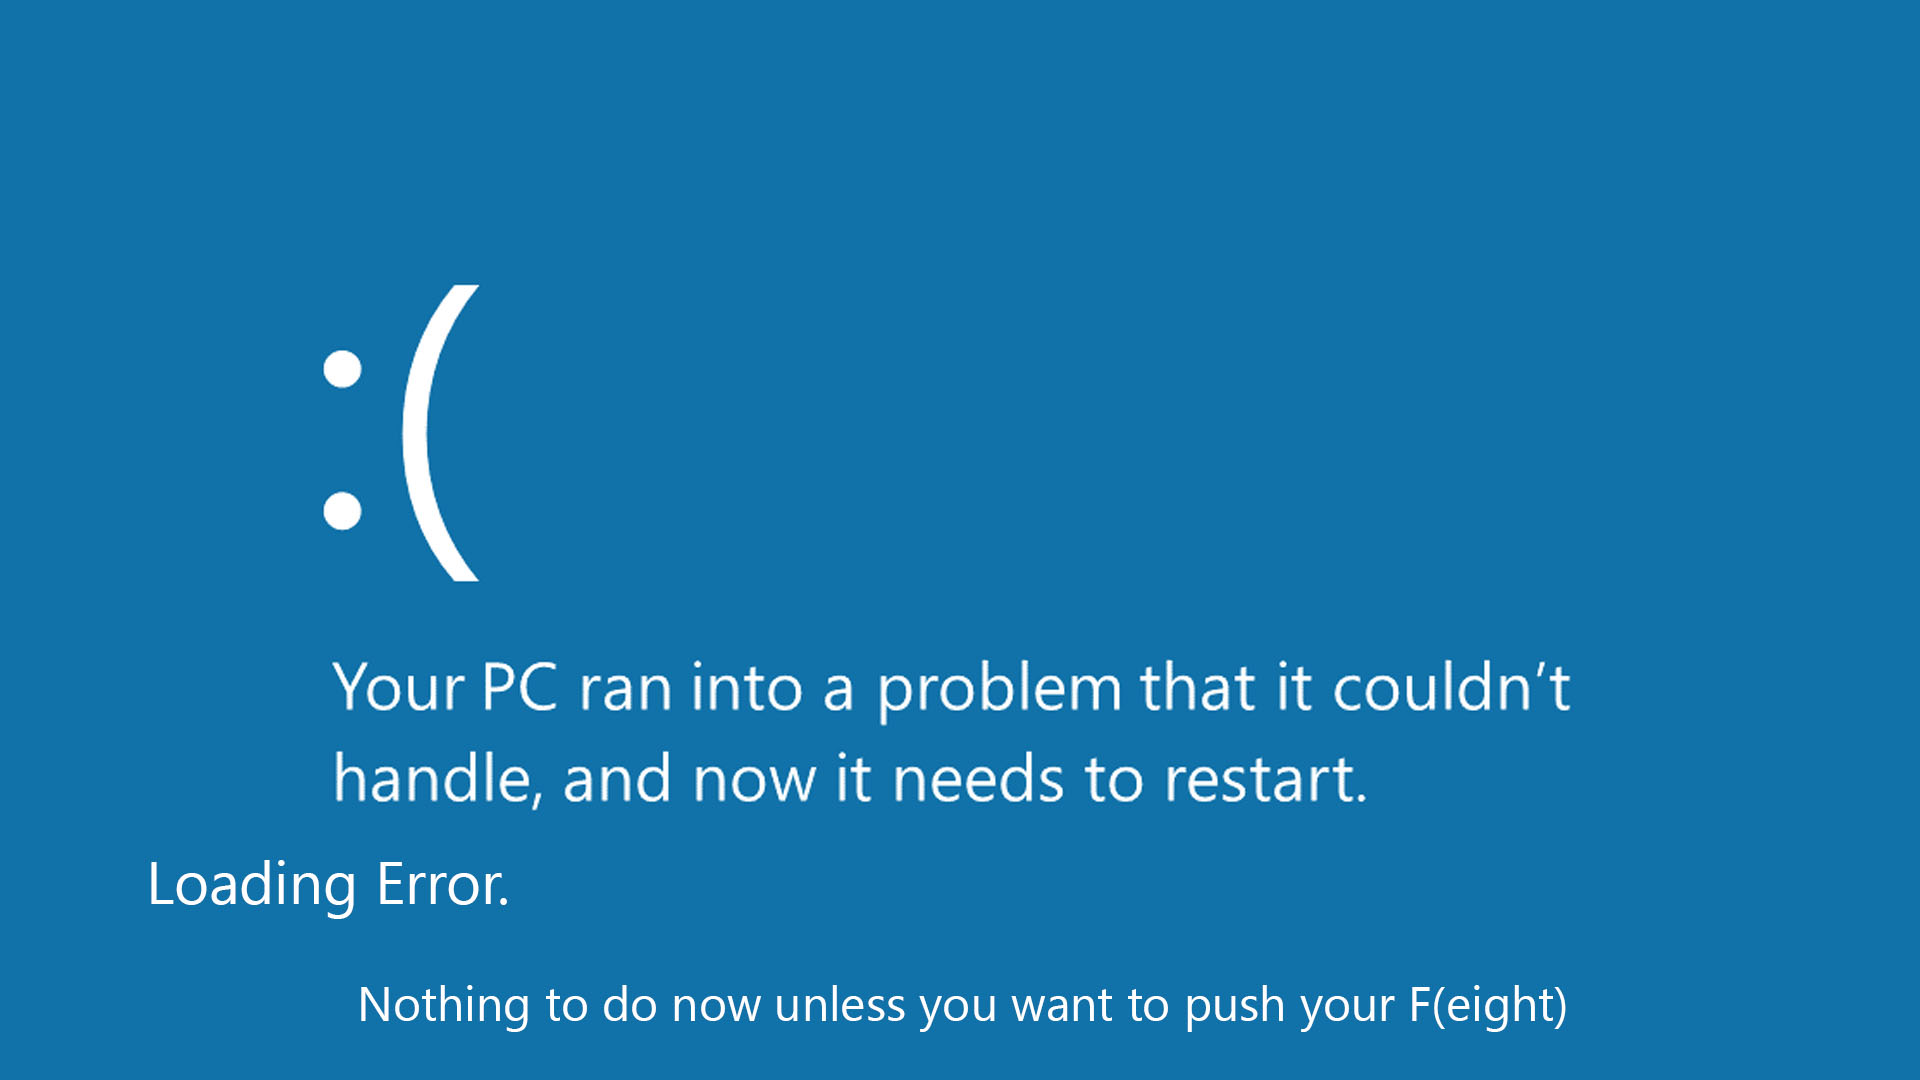 :(
Your PC ran into a problem that it couldn't
handle, and now it needs to restart.
Loading Error.
Nothing to do now unless you want to push your F(eight)